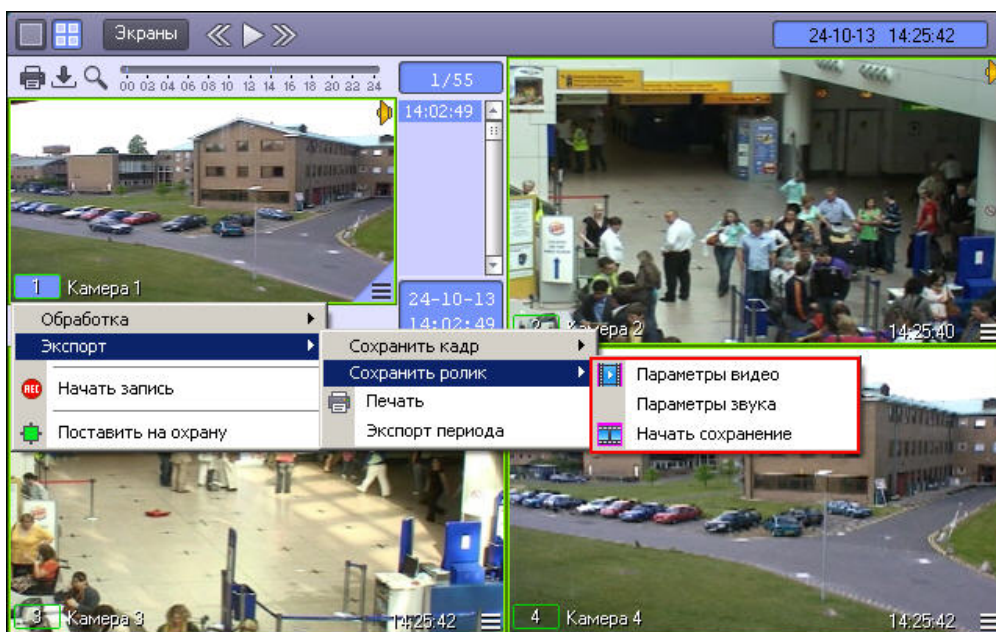 Экраны
24-10-13 14:25:42
00 02 04 06 08 10 12 14 16 18 20 22 24
1/55
14:02:49
1 Камера 1
24-10-13
14:02:49
2 Камера 2
14:25:40
Обработка
Экспорт
Начать запись
REC
Поставить на охрану
Сохранить кадр
Сохранить ролик
Печать
Экспорт периода
Параметры видео
Параметры звука
Начать сохранение
3 Камера 3
14:25:42
4 Камера 4
14:25:42